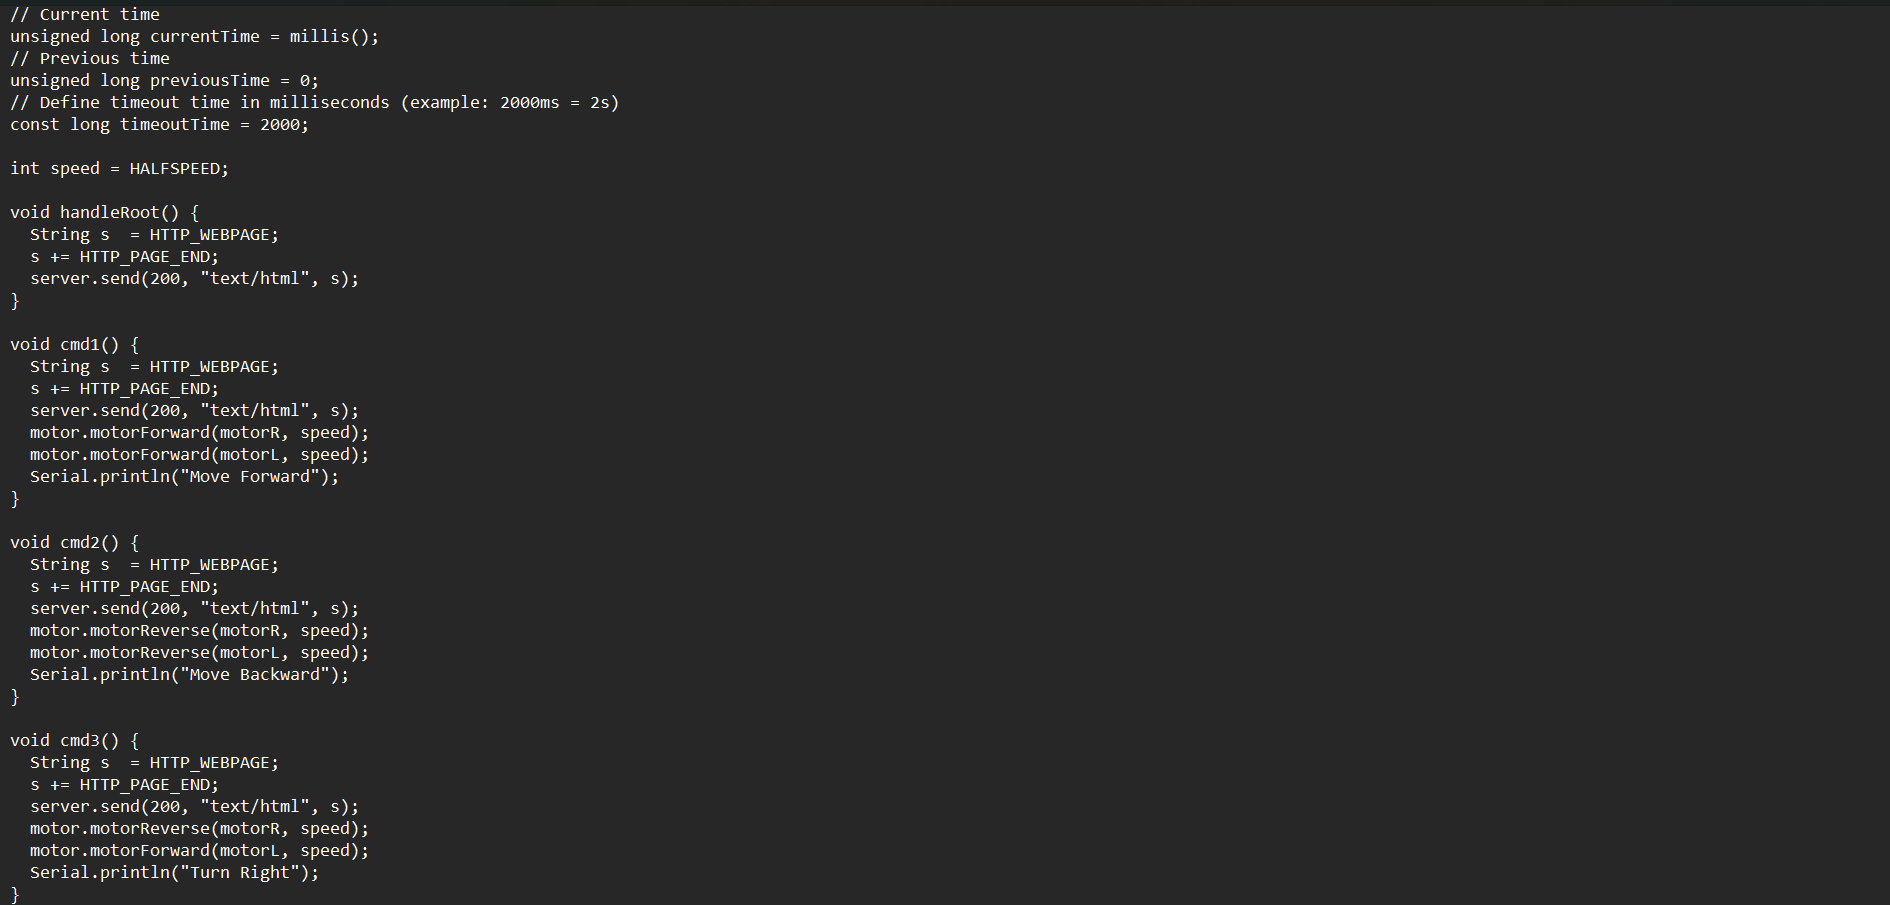 // Current time
unsigned long currentTime = millis();
// Previous time
unsigned long previousTime = 0;
// Define timeout time in milliseconds (example: 2000ms = 2s)
const long timeoutTime = 2000;

int speed = HALFSPEED;

void handleRoot() {
  String s  = HTTP_WEBPAGE;
  s += HTTP_PAGE_END;
  server.send(200, "text/html", s);
}

void cmd1() {
  String s  = HTTP_WEBPAGE;
  s += HTTP_PAGE_END;
  server.send(200, "text/html", s);
  motor.motorForward(motorR, speed);
  motor.motorForward(motorL, speed);
  Serial.println("Move Forward");
}

void cmd2() {
  String s  = HTTP_WEBPAGE;
  s += HTTP_PAGE_END;
  server.send(200, "text/html", s);
  motor.motorReverse(motorR, speed);
  motor.motorReverse(motorL, speed);
  Serial.println("Move Backward");
}

void cmd3() {
  String s  = HTTP_WEBPAGE;
  s += HTTP_PAGE_END;
  server.send(200, "text/html", s);
  motor.motorReverse(motorR, speed);
  motor.motorForward(motorL, speed);
  Serial.println("Turn Right");
}